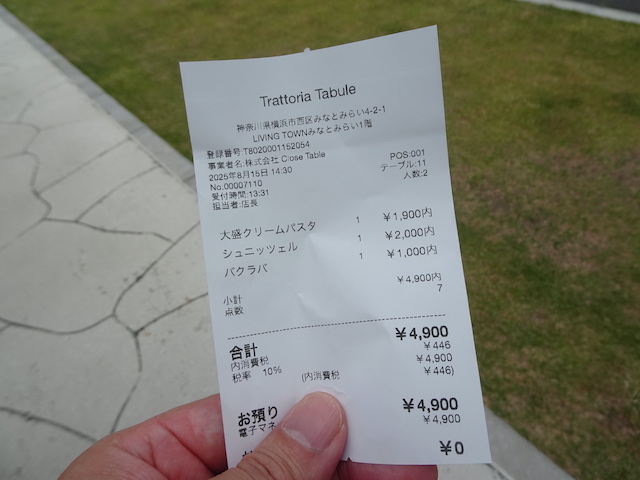 Trattoria Tabule
神奈川県横浜市西区みなとみらい4-2-1
LIVING TOWNみなとみらい1階
登録番号:T8020001152054
事業者名:株式会社 Close Table
2025年8月15日 14:30 POS:001
No.00007110 テーブル:11
受付時間:13:31 人数:2
担当者:店長
大盛クリームパスタ 1 ¥1,900内
シュニッツェル 1 ¥2,000内
バクラバ 1 ¥1,000内
小計 ¥4,900内
点数 7
合計 ¥4,900
内消費税 ¥446
税率 10% ¥4,900
(内消費税 ¥446)
お預り ¥4,900
電子マネ ¥4,900
¥0